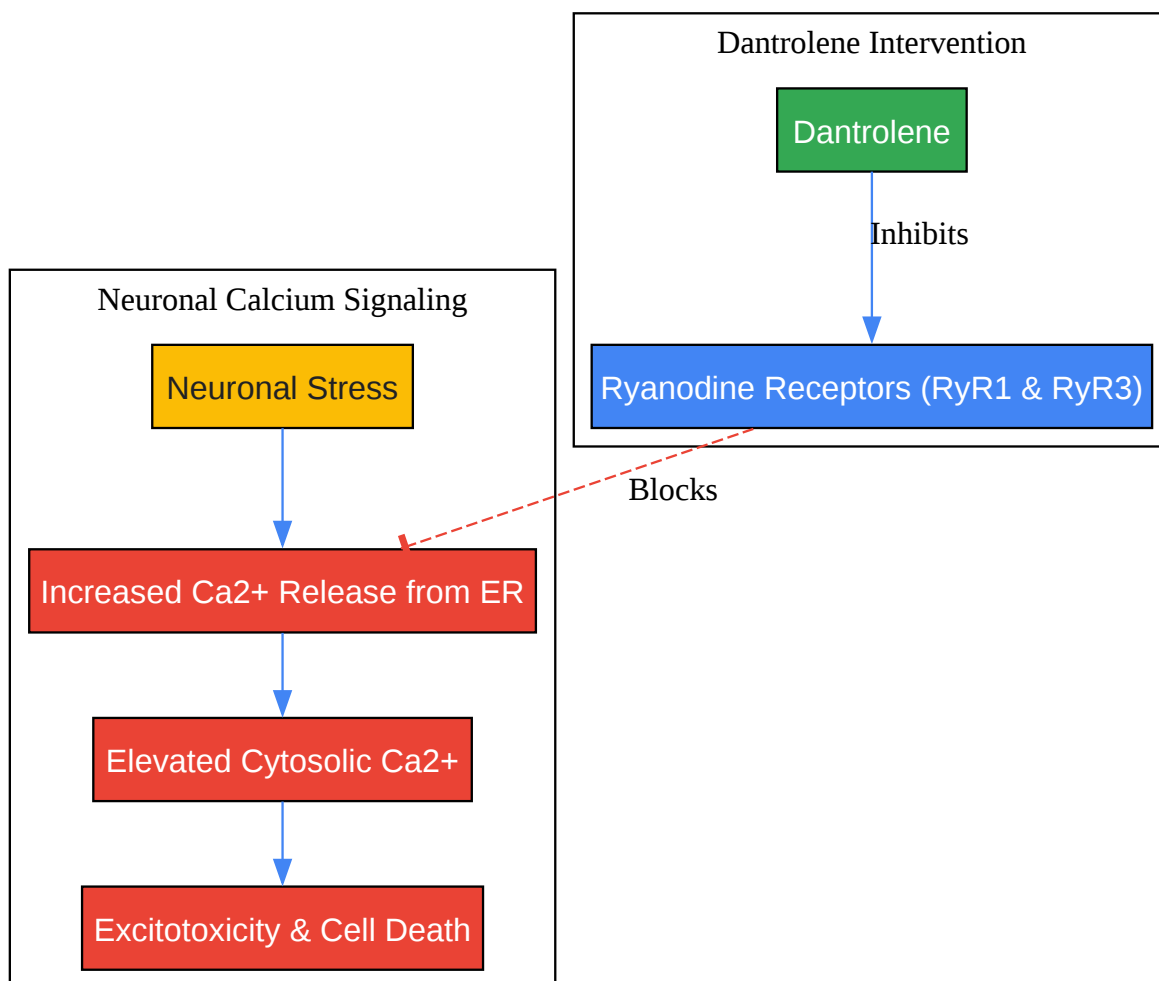 Dantrolene Intervention
Dantrolene
Inhibits
Ryanodine Receptors (RyR1 & RyR3)
Blocks
Neuronal Calcium Signaling
Neuronal Stress
Increased Ca2+ Release from ER
Elevated Cytosolic Ca2+
Excitotoxicity & Cell Death